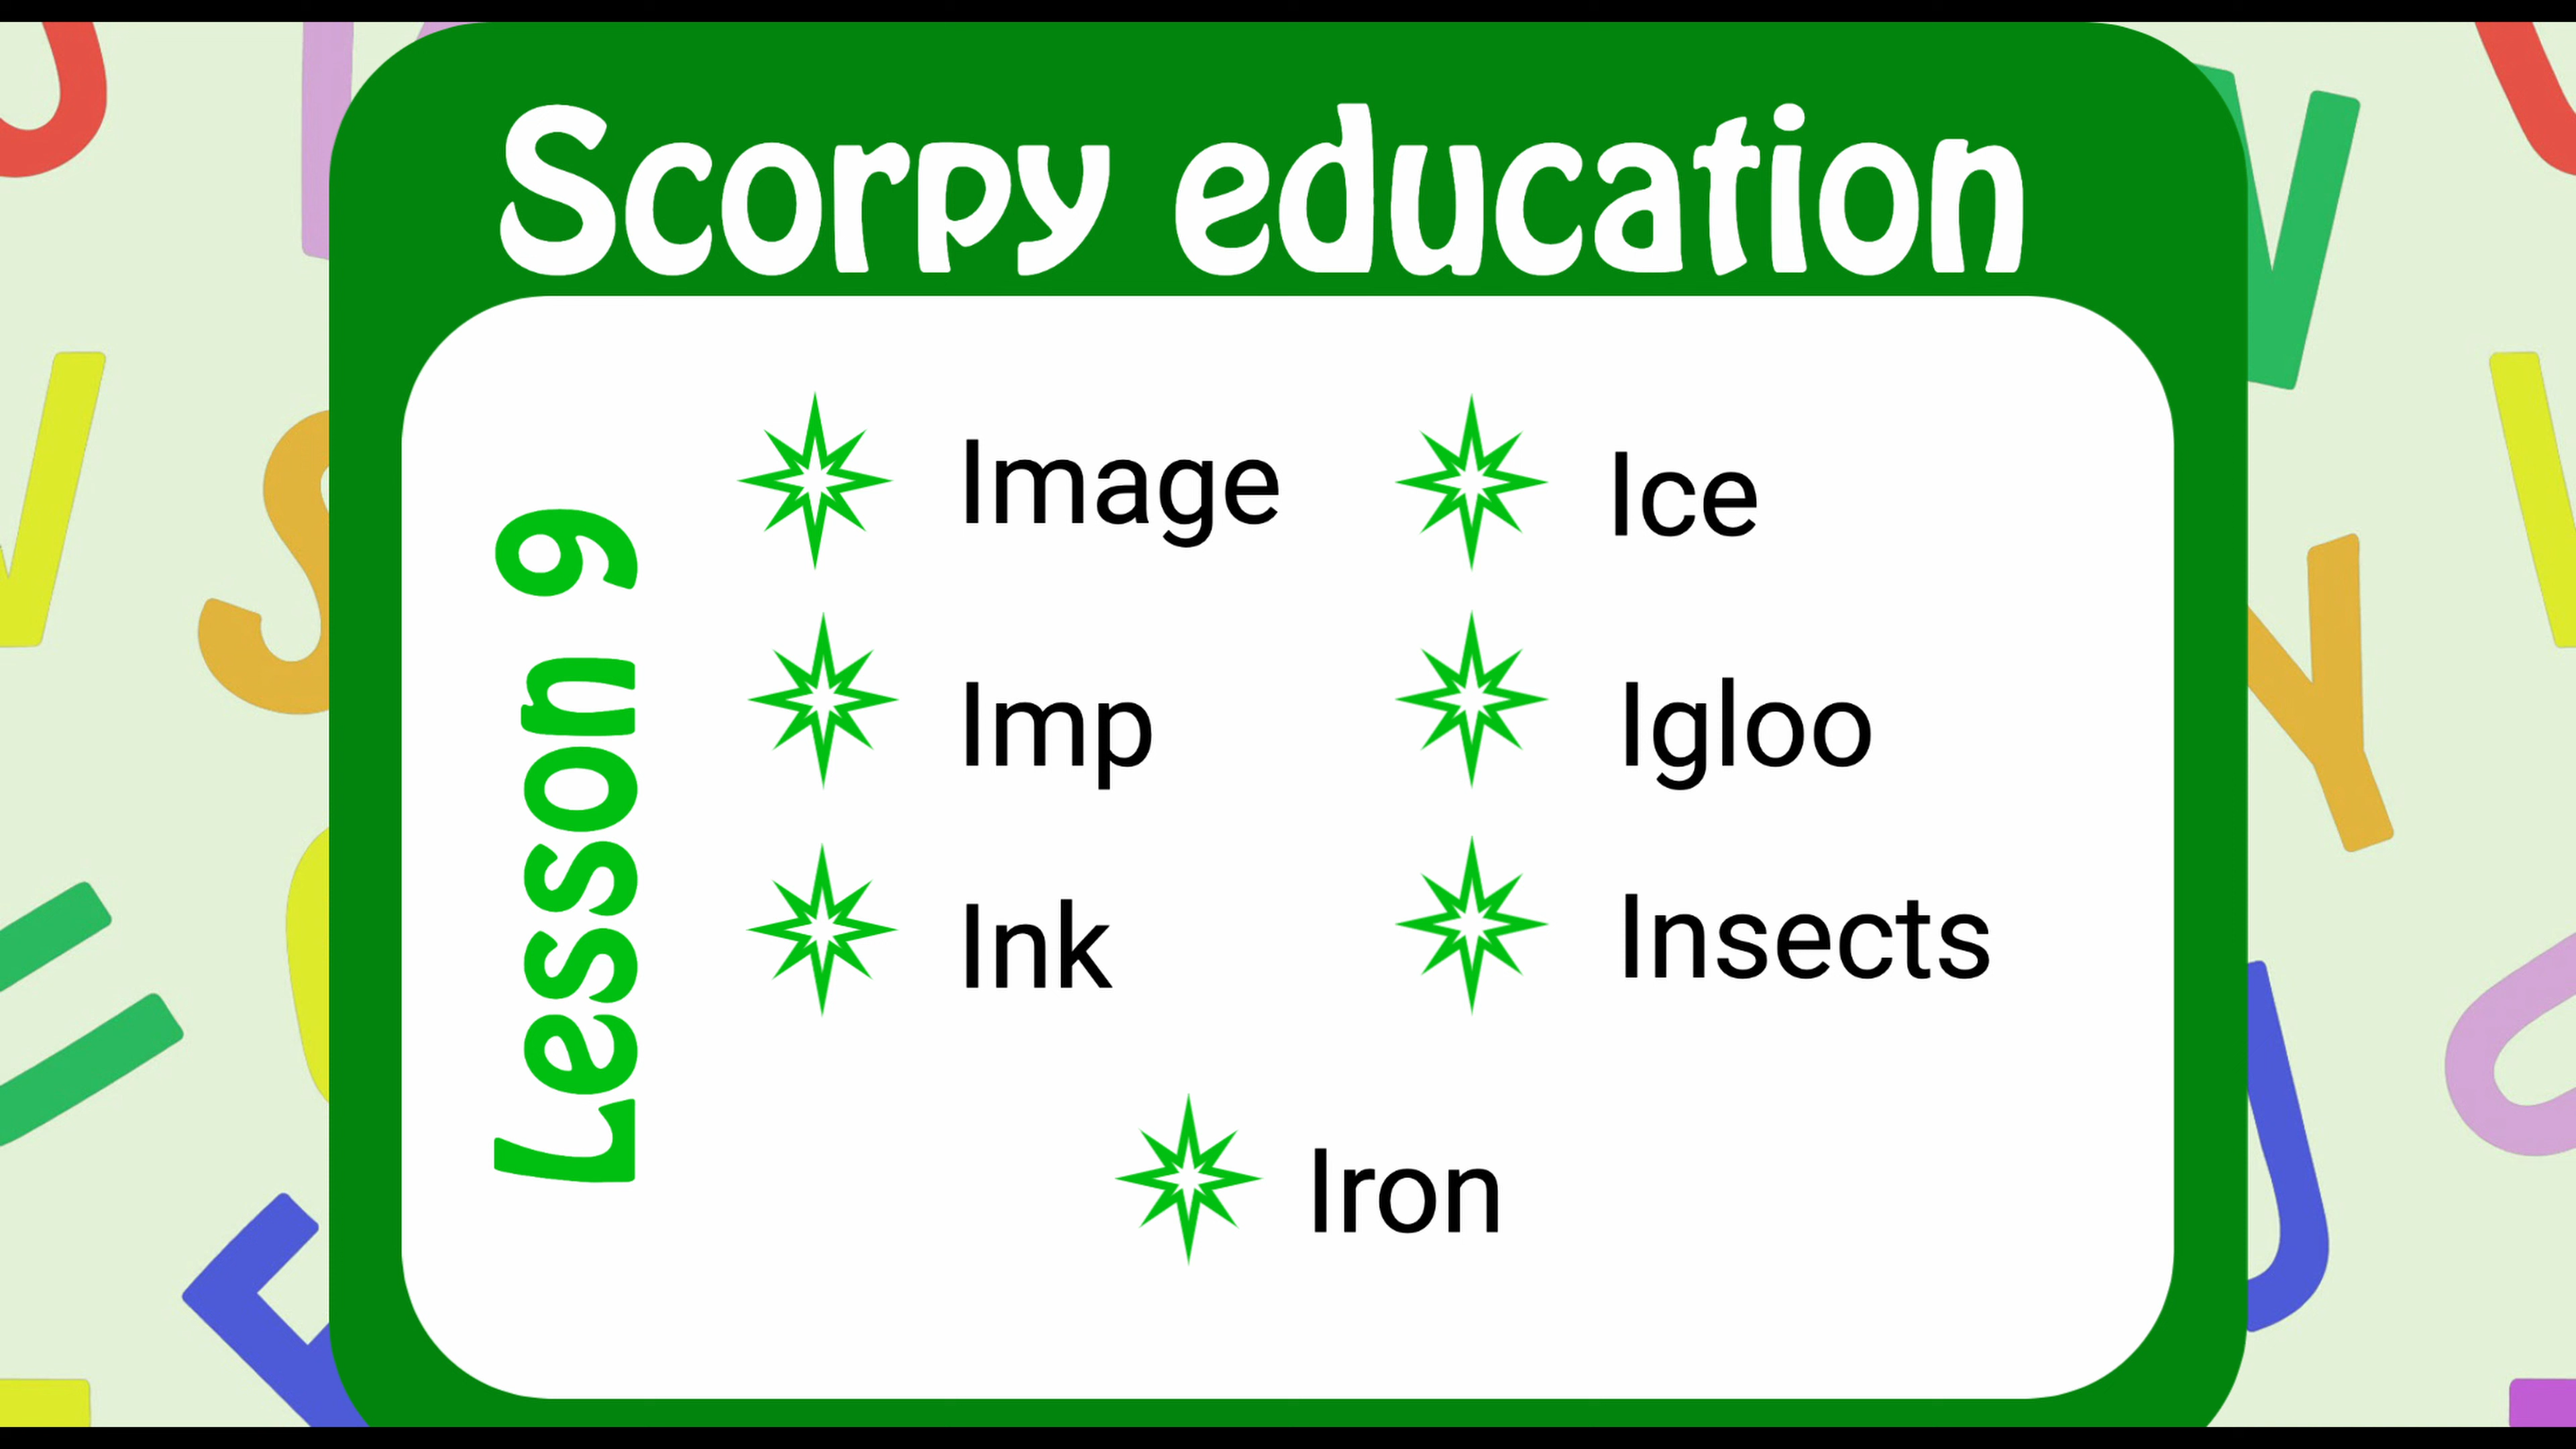 Scorpy education
Lesson 9
Image
Ice
Imp
Igloo
Ink
Insects
Iron